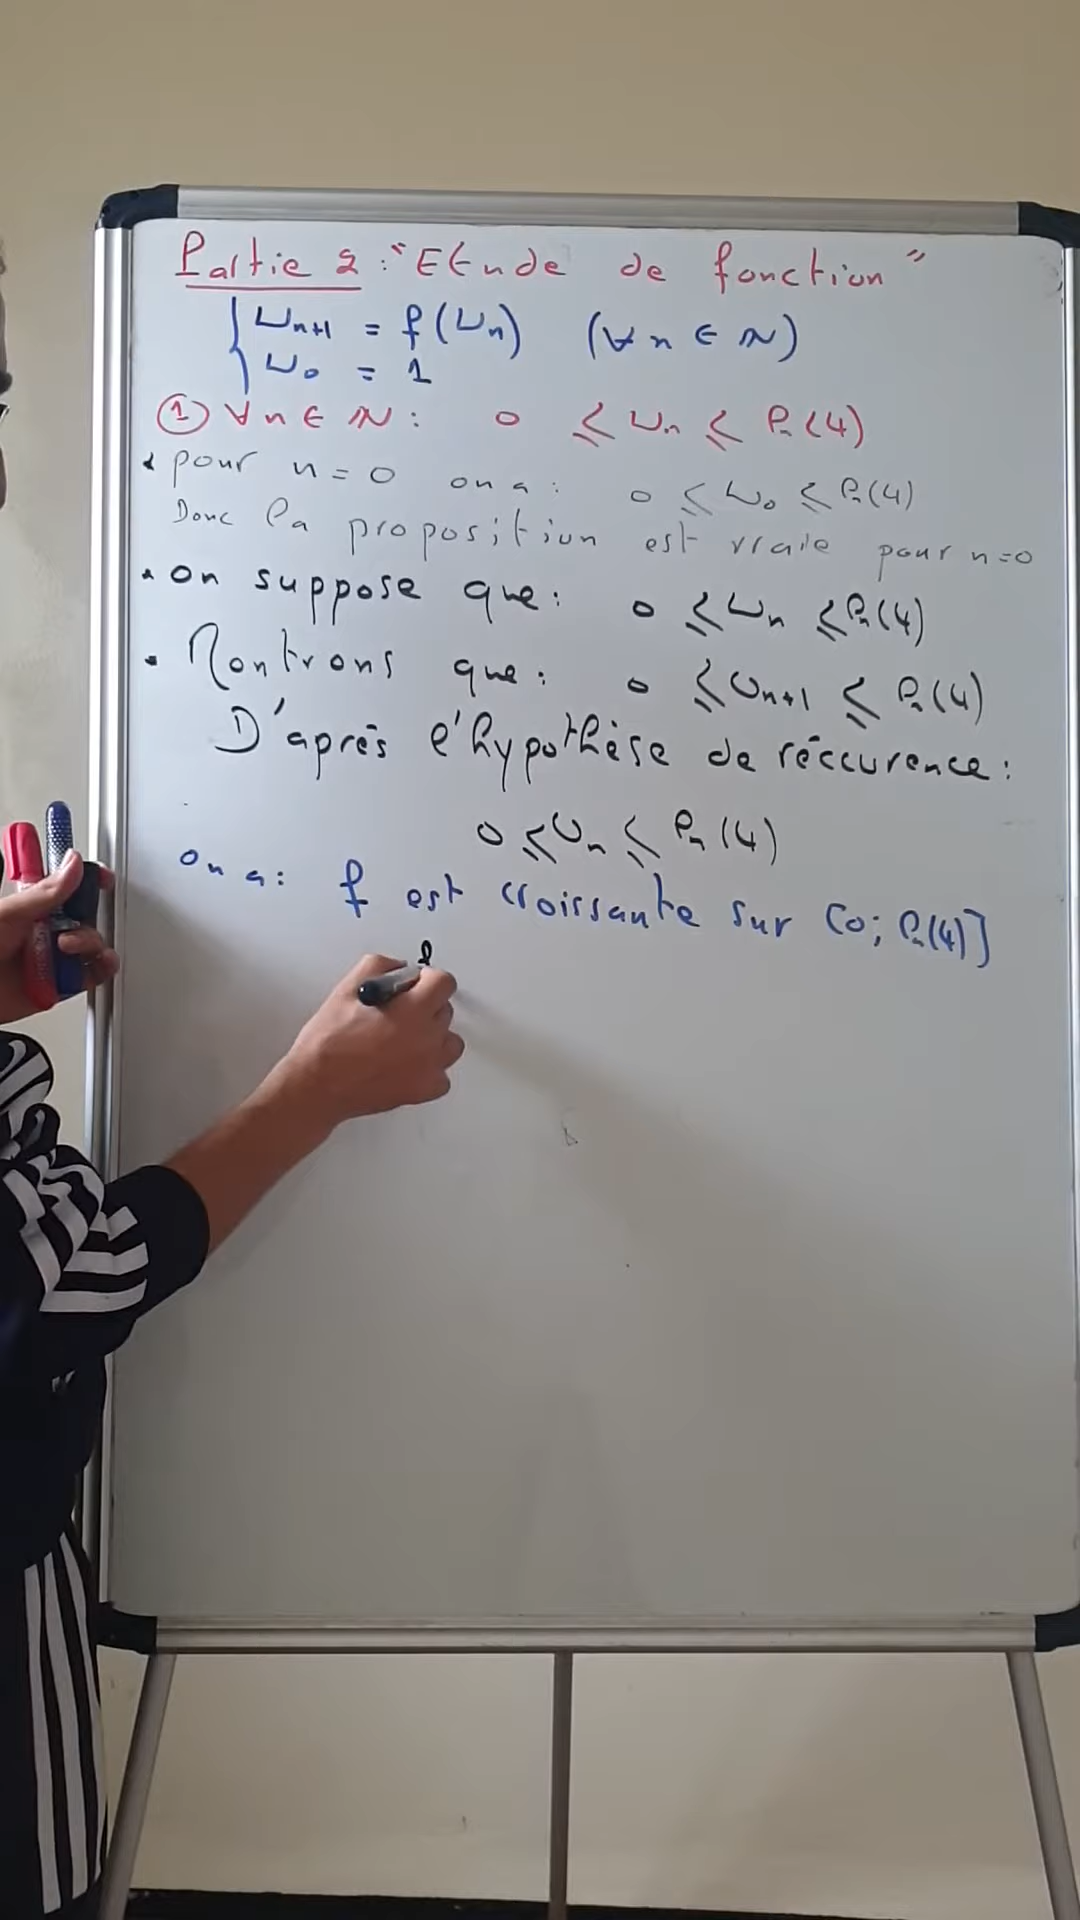 Partie 2 : "Etude de fonction"
Un+1 = f(Un) (∀ n ∈ IN)
U0 = 1
① ∀ n ∈ IN : 0 ⩽ Un ⩽ ln(4)
• pour n = 0 on a : 0 ⩽ U0 ⩽ ln(4)
Donc la proposition est vraie pour n=0
• on suppose que : 0 ⩽ Un ⩽ ln(4)
• Montrons que : 0 ⩽ Un+1 ⩽ ln(4)
D'après l'hypothèse de réccurence :
0 ⩽ Un ⩽ ln(4)
on a : f est croissante sur [0; ln(4)]